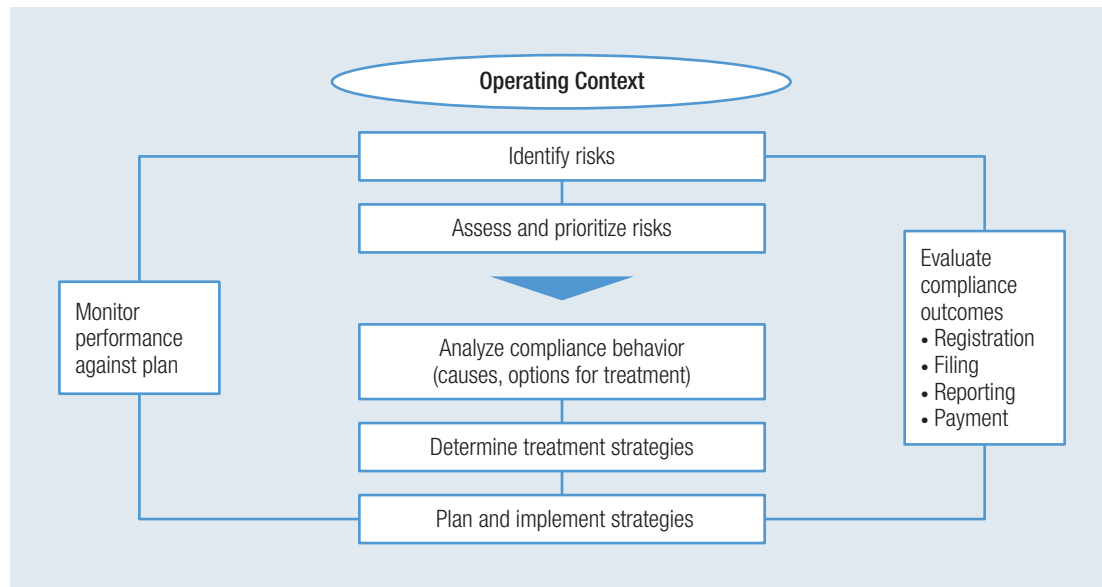 Operating Context
Identify risks
Assess and prioritize risks
Monitor
performance
against plan
Analyze compliance behavior
(causes, options for treatment)
Determine treatment strategies
Plan and implement strategies
Evaluate
compliance
outcomes
• Registration
• Filing
• Reporting
• Payment